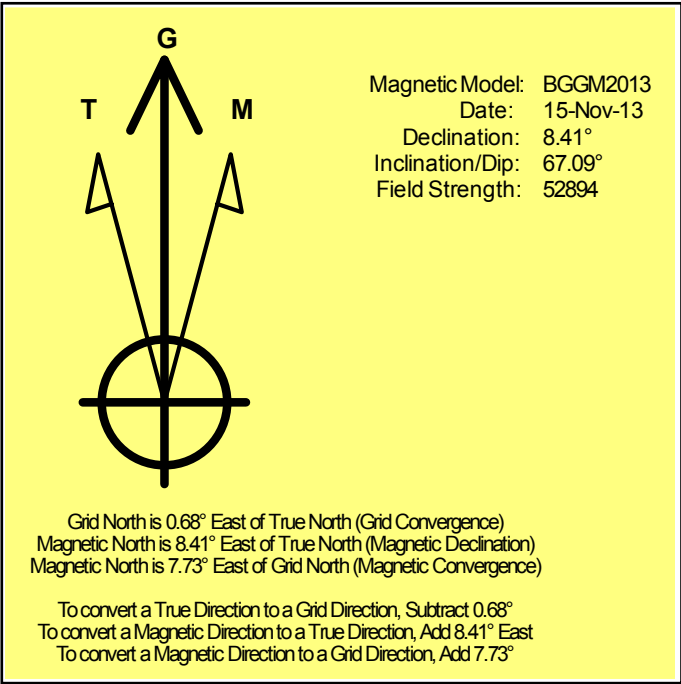 G
T M
Magnetic Model: BGGM2013
Date: 15-Nov-13
Declination: 8.41°
Inclination/Dip: 67.09°
Field Strength: 52894
Grid North is 0.68° East of True North (Grid Convergence)
Magnetic North is 8.41° East of True North (Magnetic Declination)
Magnetic North is 7.73° East of Grid North (Magnetic Convergence)
To convert a True Direction to a Grid Direction, Subtract 0.68°
To convert a Magnetic Direction to a True Direction, Add 8.41° East
To convert a Magnetic Direction to a Grid Direction, Add 7.73°